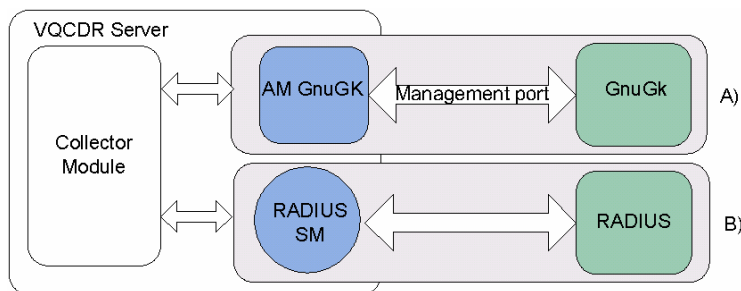 VQCDR Server
Collector
Module
AM GnuGK
Management port
GnuGk
A)
RADIUS
SM
RADIUS
B)